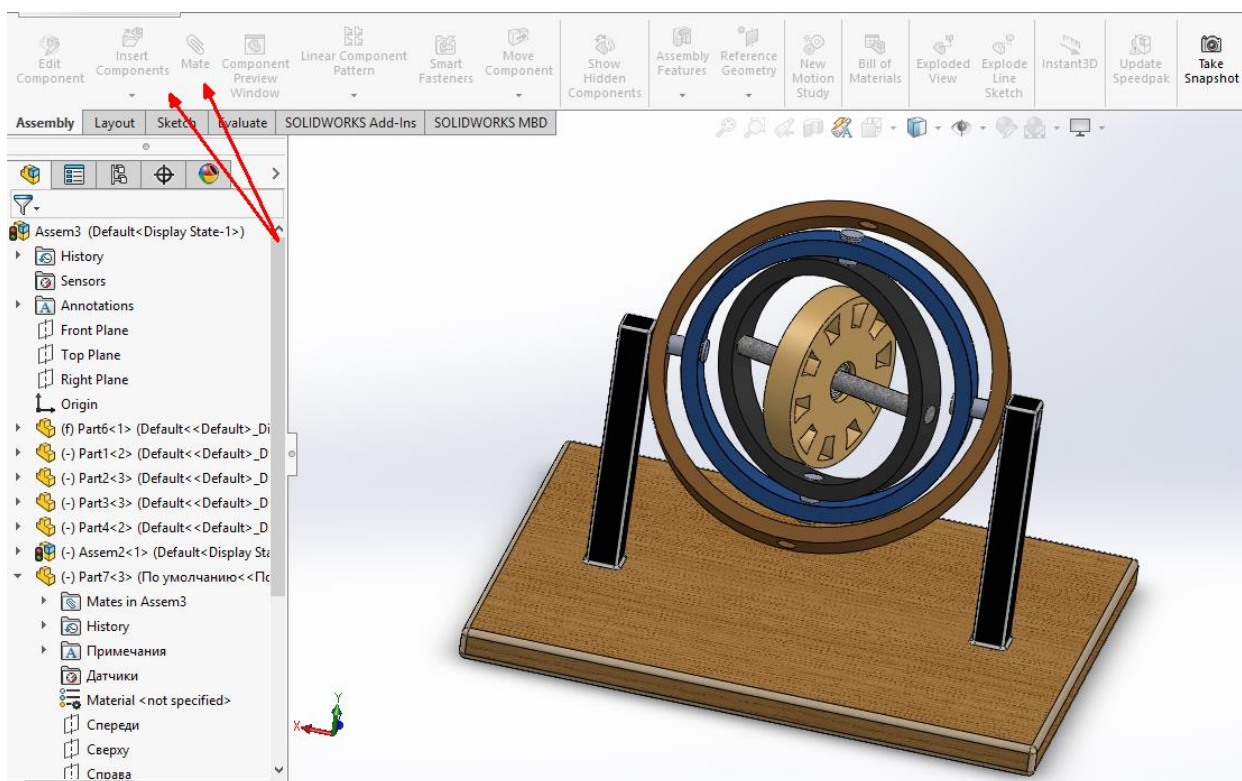 Edit
Component
Insert
Components
Mate
Component
Preview
Window
Linear Component
Pattern
Smart
Fasteners
Move
Component
Show
Hidden
Components
Assembly
Features
Reference
Geometry
New
Motion
Study
Bill of
Materials
Exploded
View
Explode
Line
Sketch
Instant3D
Update
Speedpak
Take
Snapshot
Assembly
Layout
Sketch
Evaluate
SOLIDWORKS Add-Ins
SOLIDWORKS MBD
Assem3 (Default<Display State-1>)
History
Sensors
A Annotations
Front Plane
Top Plane
Right Plane
Origin
(f) Part6<1> (Default<<Default>_Di
(-) Part1<2> (Default<<Default>_D
(-) Part2<3> (Default<<Default>_D
(-) Part3<3> (Default<<Default>_D
(-) Part4<2> (Default<<Default>_D
(-) Assem2<1> (Default<Display Sta
(-) Part7<3> (По умолчанию<<По
Mates in Assem3
History
A Примечания
Датчики
Material <not specified>
Спереди
Сверху
Справа
Y
X